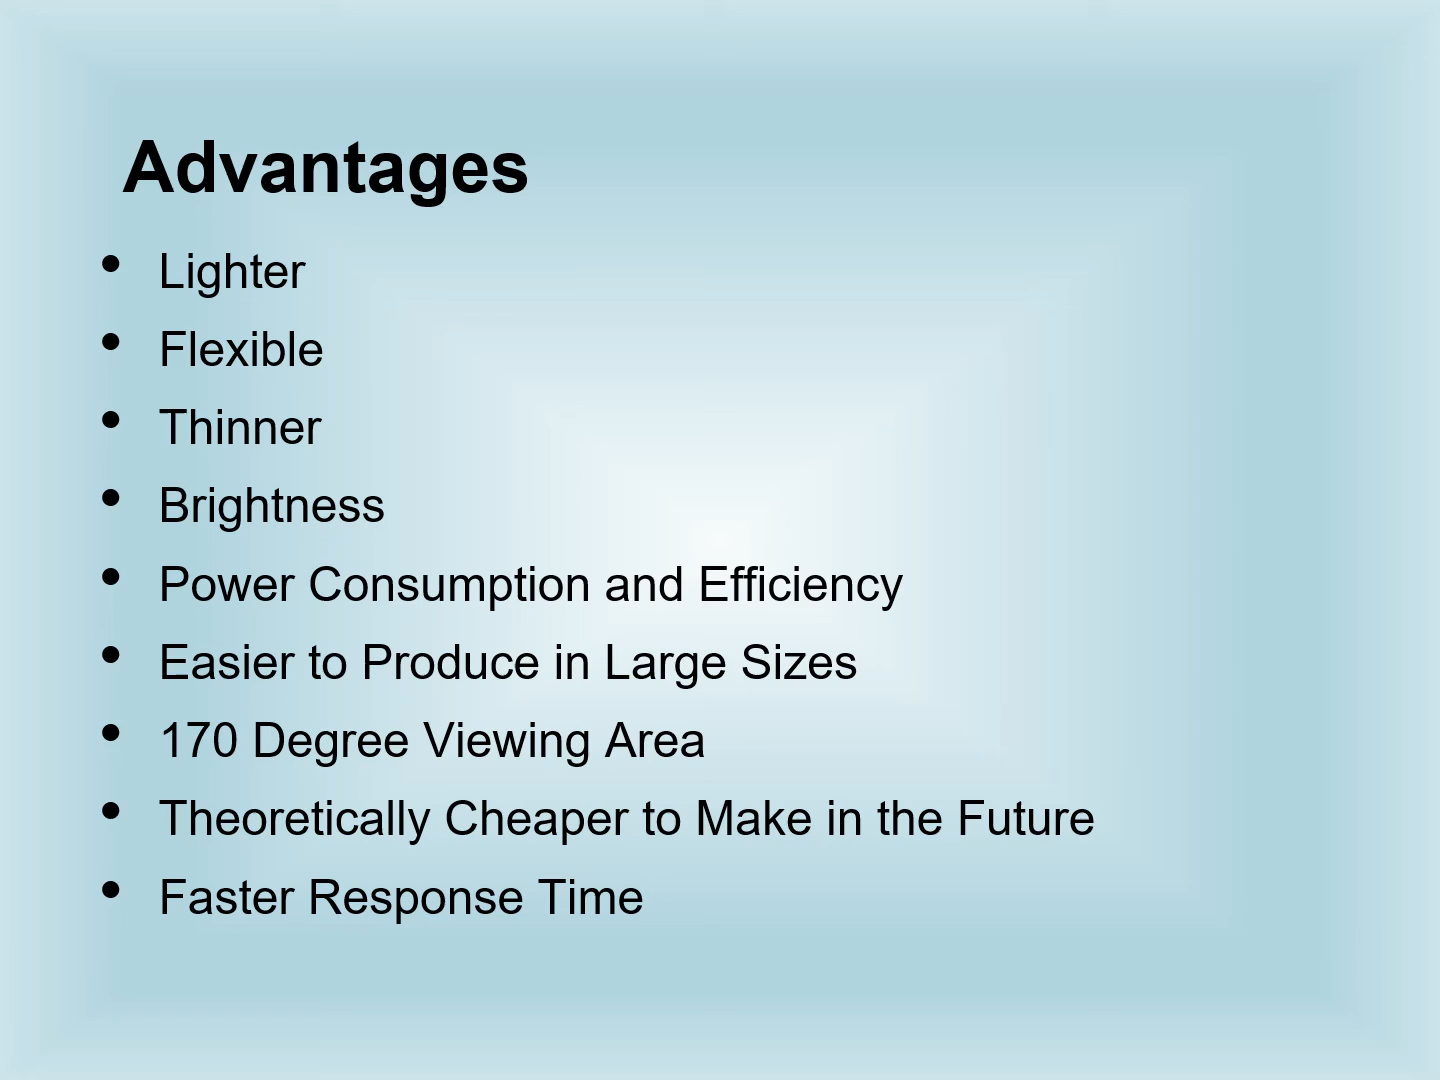 Advantages
• Lighter
• Flexible
• Thinner
• Brightness
• Power Consumption and Efficiency
• Easier to Produce in Large Sizes
• 170 Degree Viewing Area
• Theoretically Cheaper to Make in the Future
• Faster Response Time